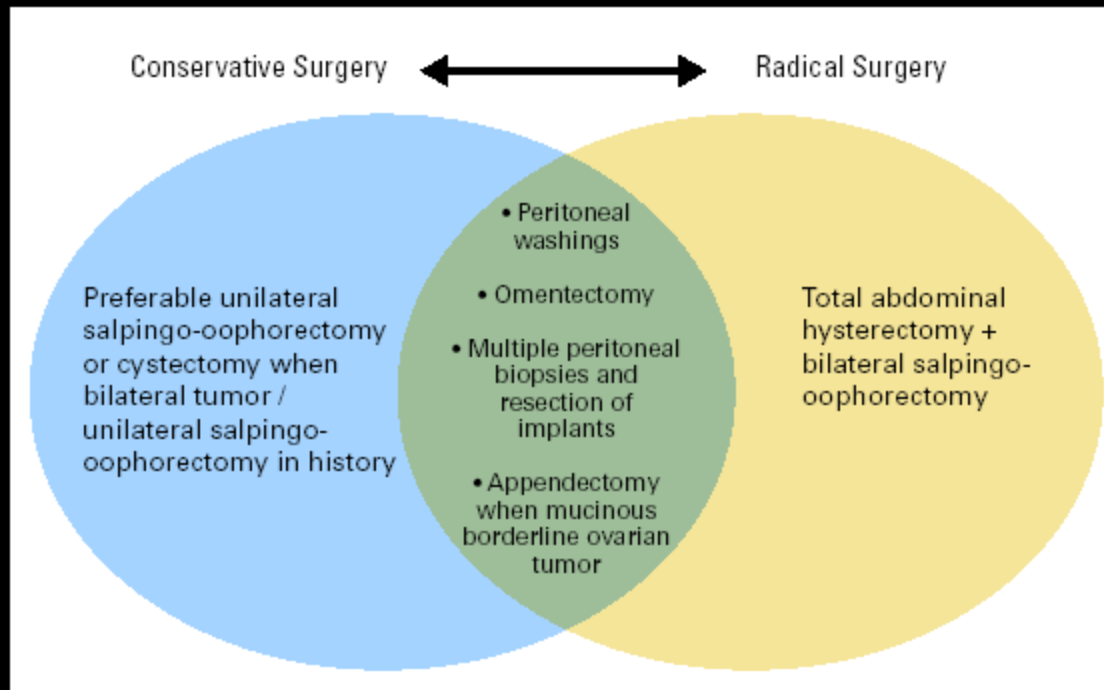 Conservative Surgery
Radical Surgery
Preferable unilateral
salpingo-oophorectomy
or cystectomy when
bilateral tumor /
unilateral salpingo-
oophorectomy in history
• Peritoneal
washings
• Omentectomy
• Multiple peritoneal
biopsies and
resection of
implants
• Appendectomy
when mucinous
borderline ovarian
tumor
Total abdominal
hysterectomy +
bilateral salpingo-
oophorectomy